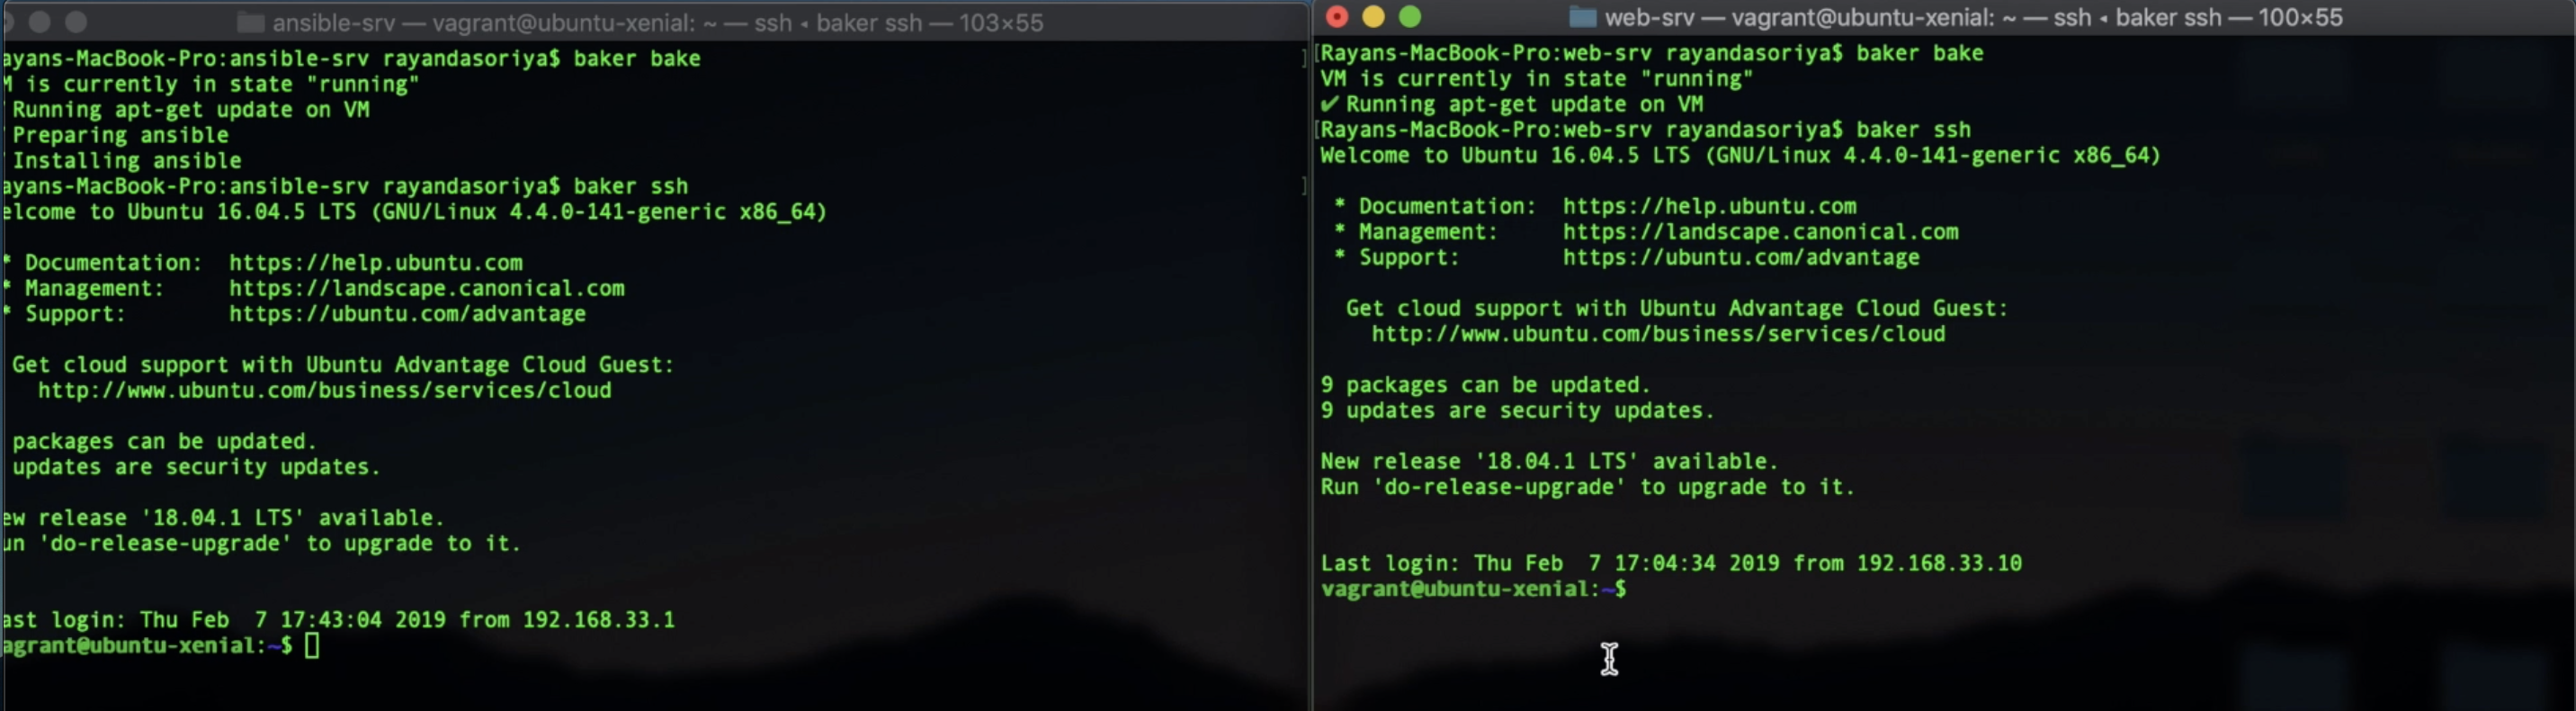 ansible-srv — vagrant@ubuntu-xenial: ~ — ssh ◂ baker ssh — 103×55
ayans-MacBook-Pro:ansible-srv rayandasoriya$ baker bake
M is currently in state "running"
Running apt-get update on VM
Preparing ansible
Installing ansible
ayans-MacBook-Pro:ansible-srv rayandasoriya$ baker ssh
elcome to Ubuntu 16.04.5 LTS (GNU/Linux 4.4.0-141-generic x86_64)
* Documentation:  https://help.ubuntu.com
* Management:     https://landscape.canonical.com
* Support:        https://ubuntu.com/advantage
Get cloud support with Ubuntu Advantage Cloud Guest:
http://www.ubuntu.com/business/services/cloud
packages can be updated.
updates are security updates.
ew release '18.04.1 LTS' available.
un 'do-release-upgrade' to upgrade to it.
ast login: Thu Feb  7 17:43:04 2019 from 192.168.33.1
agrant@ubuntu-xenial:~$
web-srv — vagrant@ubuntu-xenial: ~ — ssh ◂ baker ssh — 100×55
[Rayans-MacBook-Pro:web-srv rayandasoriya$ baker bake
VM is currently in state "running"
✔ Running apt-get update on VM
[Rayans-MacBook-Pro:web-srv rayandasoriya$ baker ssh
Welcome to Ubuntu 16.04.5 LTS (GNU/Linux 4.4.0-141-generic x86_64)
* Documentation:  https://help.ubuntu.com
* Management:     https://landscape.canonical.com
* Support:        https://ubuntu.com/advantage
Get cloud support with Ubuntu Advantage Cloud Guest:
http://www.ubuntu.com/business/services/cloud
9 packages can be updated.
9 updates are security updates.
New release '18.04.1 LTS' available.
Run 'do-release-upgrade' to upgrade to it.
Last login: Thu Feb  7 17:04:34 2019 from 192.168.33.10
vagrant@ubuntu-xenial:~$